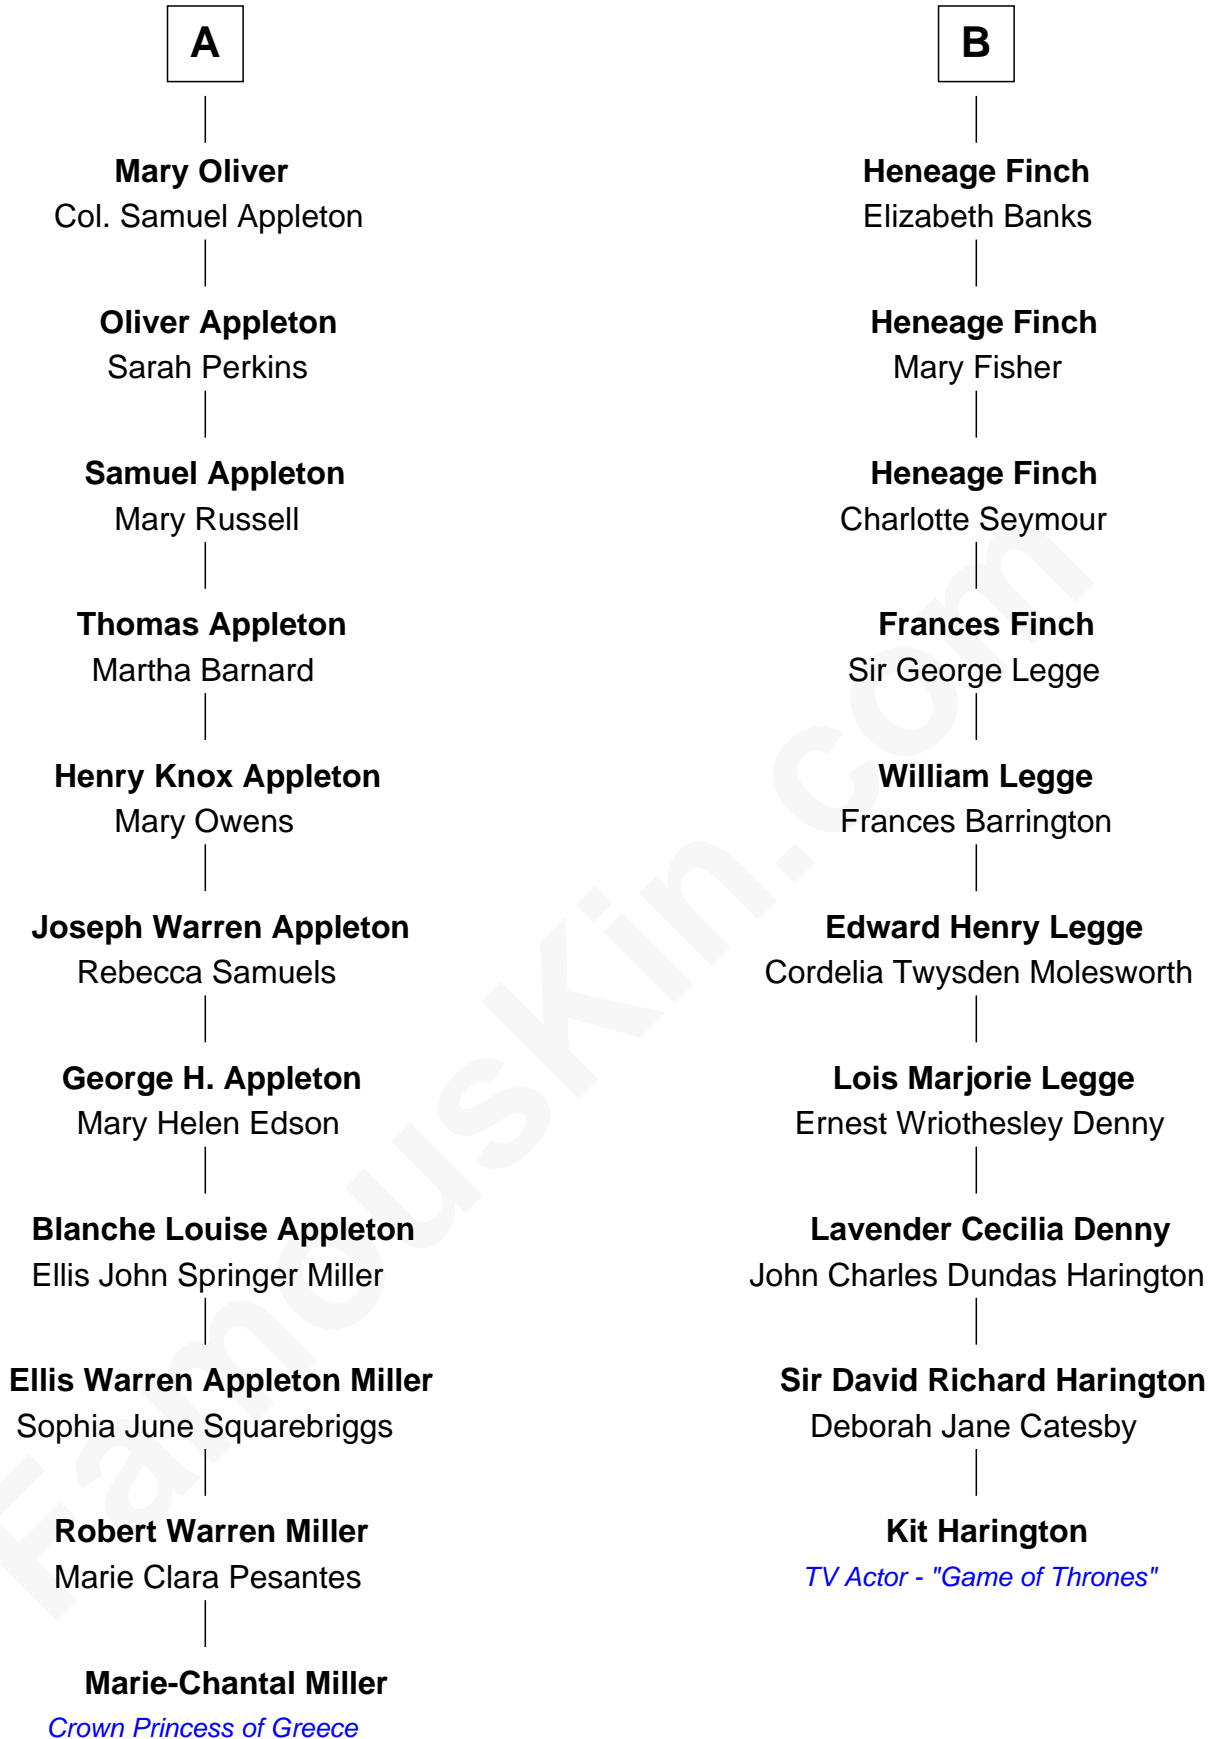 A
Mary Oliver
Col. Samuel Appleton
Oliver Appleton
Sarah Perkins
Samuel Appleton
Mary Russell
Thomas Appleton
Martha Barnard
Henry Knox Appleton
Mary Owens
Joseph Warren Appleton
Rebecca Samuels
George H. Appleton
Mary Helen Edson
Blanche Louise Appleton
Ellis John Springer Miller
Ellis Warren Appleton Miller
Sophia June Squarebriggs
Robert Warren Miller
Marie Clara Pesantes
Marie-Chantal Miller
Crown Princess of Greece
B
Heneage Finch
Elizabeth Banks
Heneage Finch
Mary Fisher
Heneage Finch
Charlotte Seymour
Frances Finch
Sir George Legge
William Legge
Frances Barrington
Edward Henry Legge
Cordelia Twysden Molesworth
Lois Marjorie Legge
Ernest Wriothesley Denny
Lavender Cecilia Denny
John Charles Dundas Harington
Sir David Richard Harington
Deborah Jane Catesby
Kit Harington
TV Actor - "Game of Thrones"
FamousKin.com